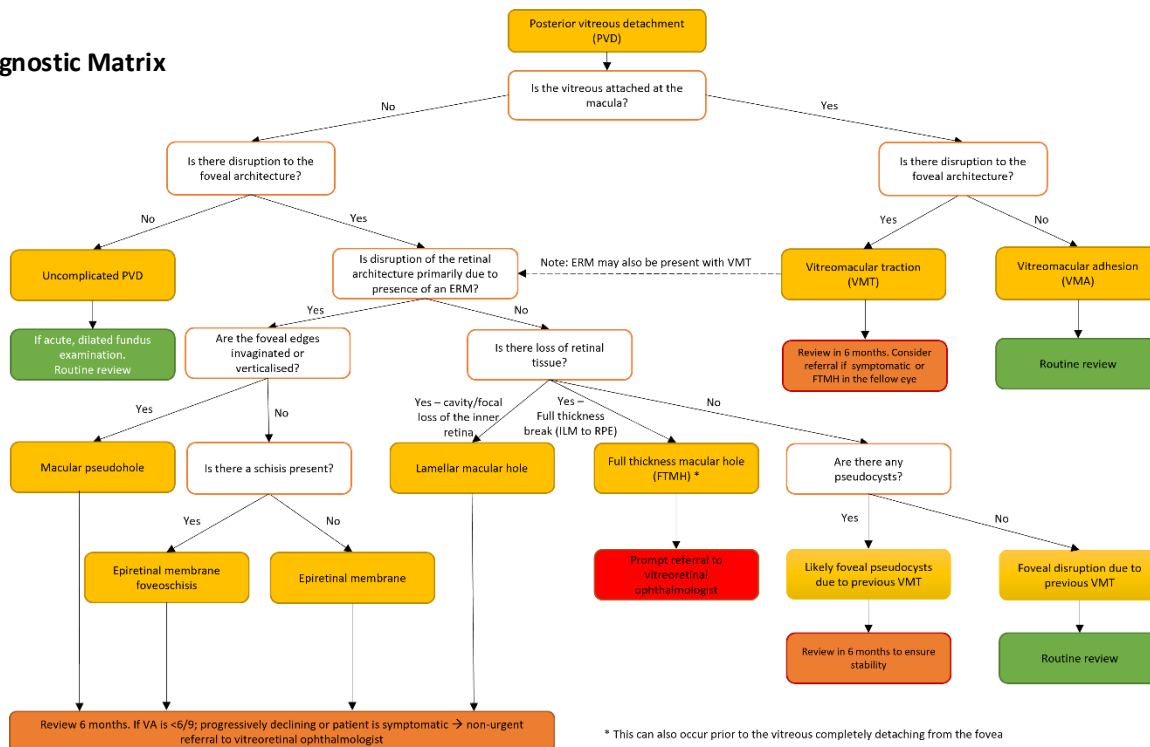 gnostic Matrix
Posterior vitreous detachment
(PVD)
Is the vitreous attached at the
macula?
No
Yes
Is there disruption to the
foveal architecture?
Is there disruption to the
foveal architecture?
No
Yes
Yes
No
Uncomplicated PVD
Is disruption of the retinal
architecture primarily due to
presence of an ERM?
Note: ERM may also be present with VMT
Vitreomacular traction
(VMT)
Vitreomacular adhesion
(VMA)
If acute, dilated fundus
examination.
Routine review
Yes
No
Are the foveal edges
invaginated or
verticalised?
Is there loss of retinal
tissue?
Review in 6 months. Consider
referral if symptomatic or
FTMH in the fellow eye
Routine review
Yes
No
Yes – cavity/focal
loss of the inner
retina
Yes –
Full thickness
break (ILM to RPE)
No
Macular pseudohole
Is there a schisis present?
Lamellar macular hole
Full thickness macular hole
(FTMH) *
Are there any
pseudocysts?
Yes
No
Yes
No
Epiretinal membrane
foveoschisis
Epiretinal membrane
Prompt referral to
vitreoretinal
ophthalmologist
Likely foveal pseudocysts
due to previous VMT
Foveal disruption due to
previous VMT
Review in 6 months to ensure
stability
Routine review
Review 6 months. If VA is <6/9; progressively declining or patient is symptomatic → non-urgent
referral to vitreoretinal ophthalmologist
* This can also occur prior to the vitreous completely detaching from the fovea